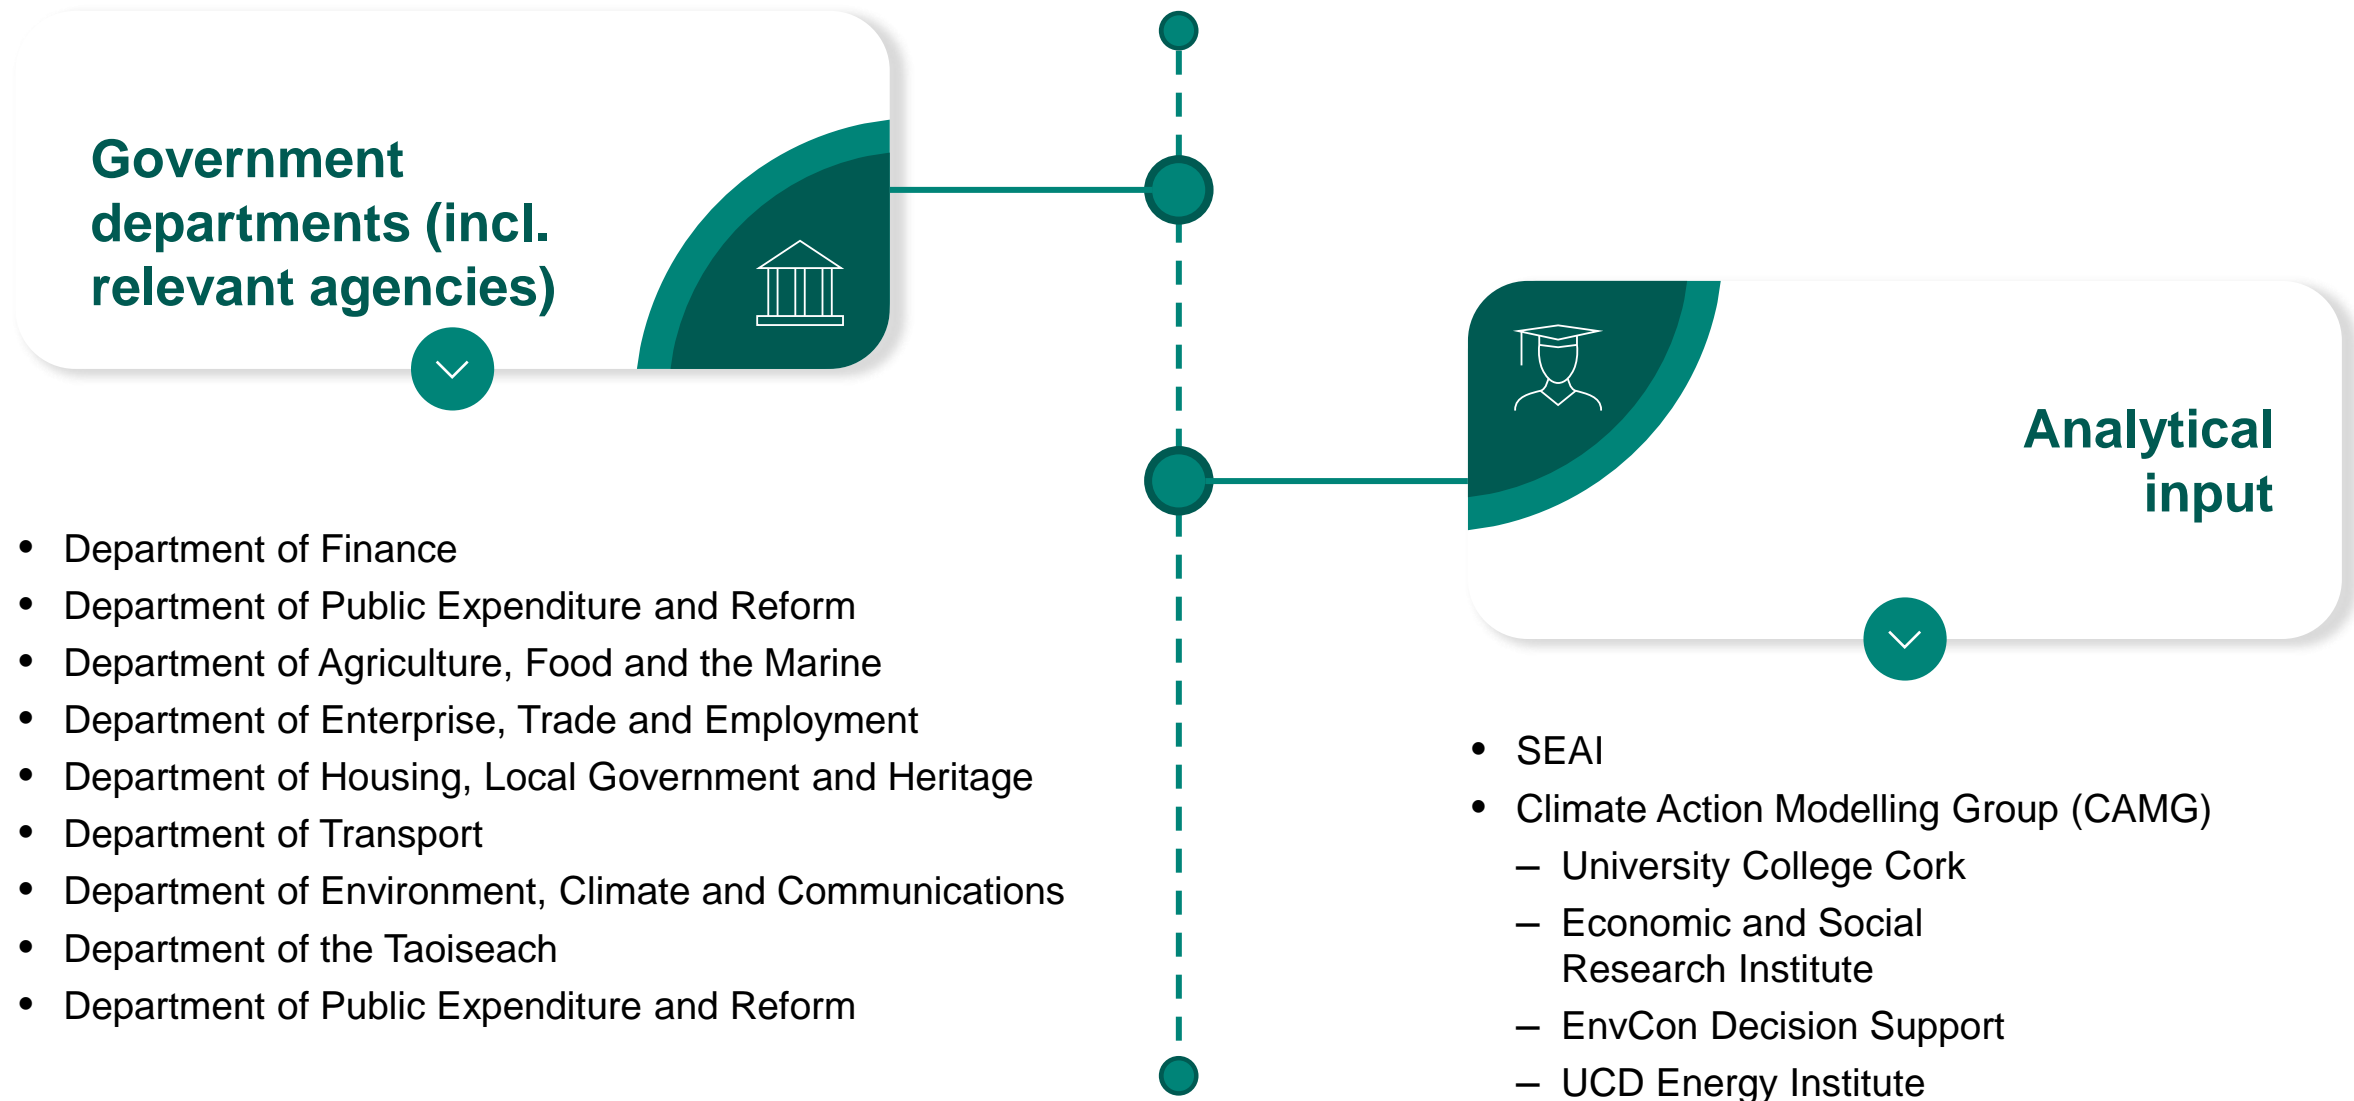 Government
departments (incl.
relevant agencies)
• Department of Finance
• Department of Public Expenditure and Reform
• Department of Agriculture, Food and the Marine
• Department of Enterprise, Trade and Employment
• Department of Housing, Local Government and Heritage
• Department of Transport
• Department of Environment, Climate and Communications
• Department of the Taoiseach
• Department of Public Expenditure and Reform
Analytical
input
• SEAI
• Climate Action Modelling Group (CAMG)
– University College Cork
– Economic and Social
Research Institute
– EnvCon Decision Support
– UCD Energy Institute